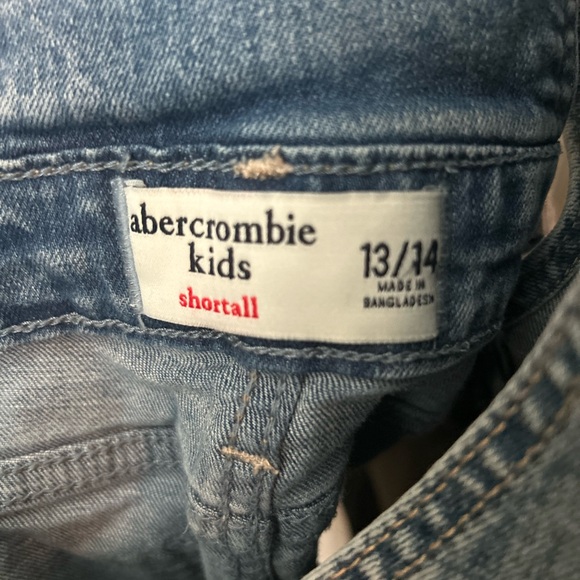 abercrombie
kids
shortall
13/14
MADE IN
BANGLADESH